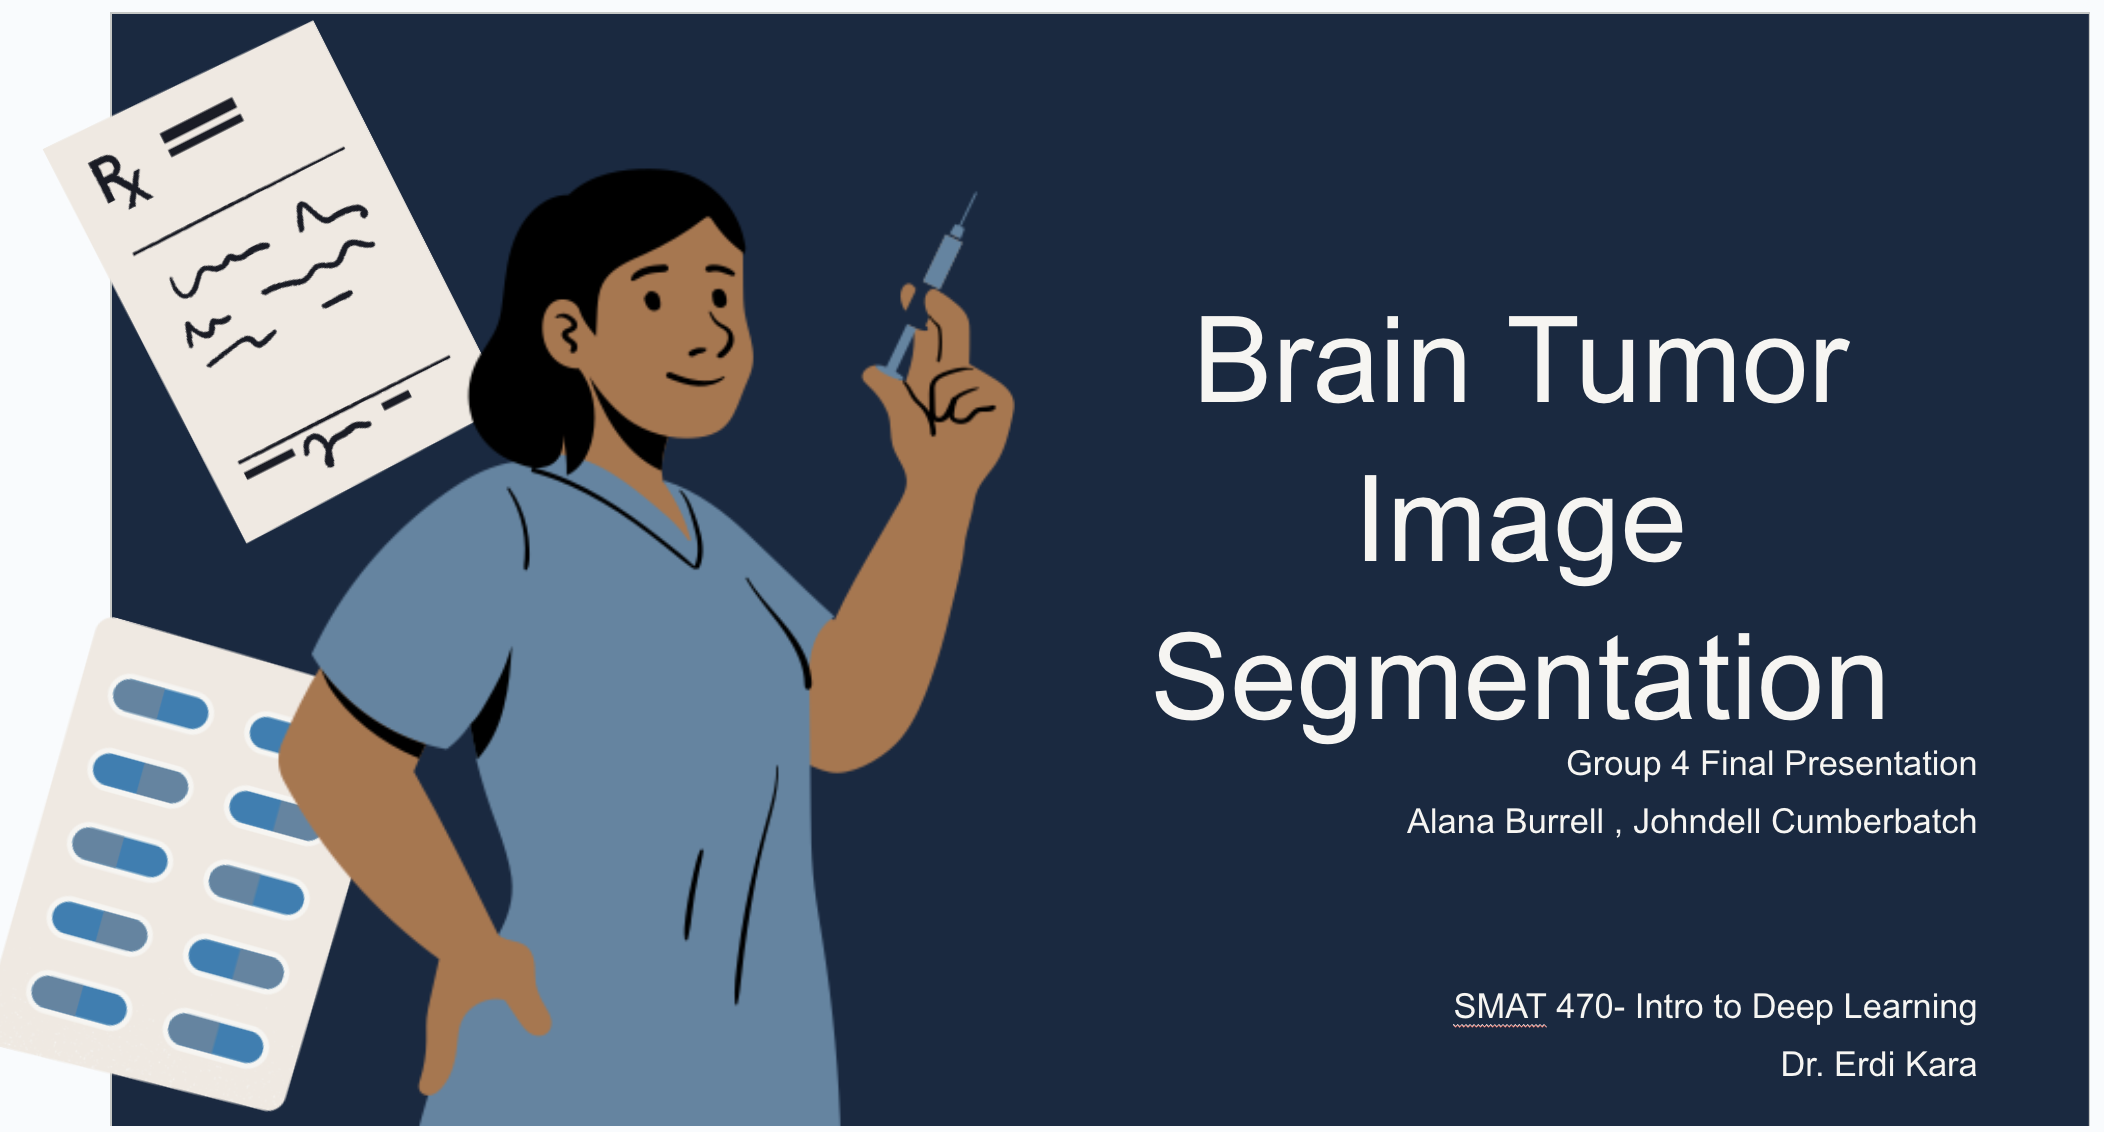 Rx
Brain Tumor
Image
Segmentation
Group 4 Final Presentation
Alana Burrell , Johndell Cumberbatch
SMAT 470- Intro to Deep Learning
Dr. Erdi Kara